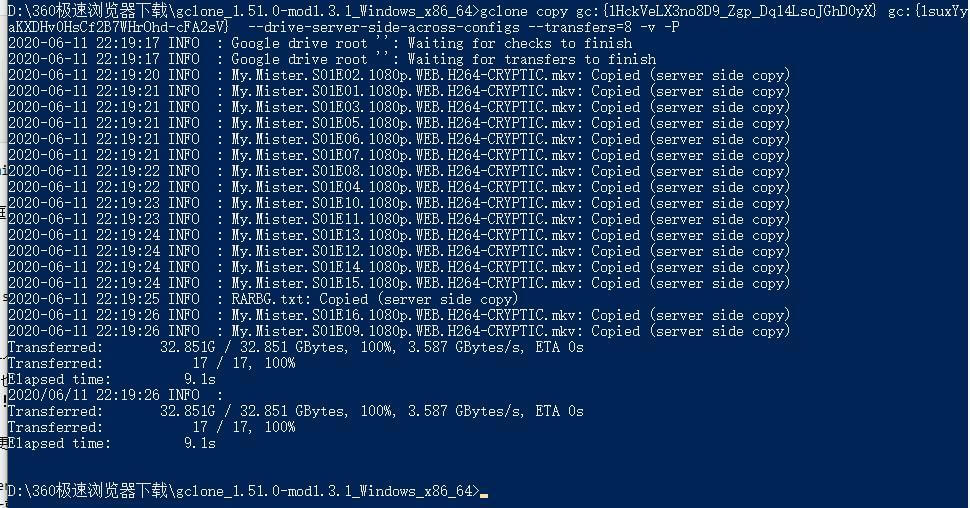 D:\360极速浏览器下载\gclone_1.51.0-mod1.3.1_Windows_x86_64>gclone copy gc:{1HckVeLX3no8D9_Zgp_Dql4LsoJGhD0yX} gc:{1suxYy
aKXDHv0HsCf2B7WHrOhd-cFA2sV}  --drive-server-side-across-configs --transfers=8 -v -P
2020-06-11 22:19:17 INFO  : Google drive root '': Waiting for checks to finish
2020-06-11 22:19:17 INFO  : Google drive root '': Waiting for transfers to finish
2020-06-11 22:19:20 INFO  : My.Mister.S01E02.1080p.WEB.H264-CRYPTIC.mkv: Copied (server side copy)
2020-06-11 22:19:21 INFO  : My.Mister.S01E01.1080p.WEB.H264-CRYPTIC.mkv: Copied (server side copy)
2020-06-11 22:19:21 INFO  : My.Mister.S01E03.1080p.WEB.H264-CRYPTIC.mkv: Copied (server side copy)
2020-06-11 22:19:21 INFO  : My.Mister.S01E05.1080p.WEB.H264-CRYPTIC.mkv: Copied (server side copy)
2020-06-11 22:19:21 INFO  : My.Mister.S01E06.1080p.WEB.H264-CRYPTIC.mkv: Copied (server side copy)
2020-06-11 22:19:21 INFO  : My.Mister.S01E07.1080p.WEB.H264-CRYPTIC.mkv: Copied (server side copy)
2020-06-11 22:19:22 INFO  : My.Mister.S01E08.1080p.WEB.H264-CRYPTIC.mkv: Copied (server side copy)
2020-06-11 22:19:22 INFO  : My.Mister.S01E04.1080p.WEB.H264-CRYPTIC.mkv: Copied (server side copy)
2020-06-11 22:19:23 INFO  : My.Mister.S01E10.1080p.WEB.H264-CRYPTIC.mkv: Copied (server side copy)
2020-06-11 22:19:23 INFO  : My.Mister.S01E11.1080p.WEB.H264-CRYPTIC.mkv: Copied (server side copy)
2020-06-11 22:19:24 INFO  : My.Mister.S01E13.1080p.WEB.H264-CRYPTIC.mkv: Copied (server side copy)
2020-06-11 22:19:24 INFO  : My.Mister.S01E12.1080p.WEB.H264-CRYPTIC.mkv: Copied (server side copy)
2020-06-11 22:19:24 INFO  : My.Mister.S01E14.1080p.WEB.H264-CRYPTIC.mkv: Copied (server side copy)
2020-06-11 22:19:24 INFO  : My.Mister.S01E15.1080p.WEB.H264-CRYPTIC.mkv: Copied (server side copy)
2020-06-11 22:19:25 INFO  : RARBG.txt: Copied (server side copy)
2020-06-11 22:19:26 INFO  : My.Mister.S01E16.1080p.WEB.H264-CRYPTIC.mkv: Copied (server side copy)
2020-06-11 22:19:26 INFO  : My.Mister.S01E09.1080p.WEB.H264-CRYPTIC.mkv: Copied (server side copy)
Transferred:       32.851G / 32.851 GBytes, 100%, 3.587 GBytes/s, ETA 0s
Transferred:           17 / 17, 100%
Elapsed time:         9.1s
2020/06/11 22:19:26 INFO  :
Transferred:       32.851G / 32.851 GBytes, 100%, 3.587 GBytes/s, ETA 0s
Transferred:           17 / 17, 100%
Elapsed time:         9.1s
D:\360极速浏览器下载\gclone_1.51.0-mod1.3.1_Windows_x86_64>